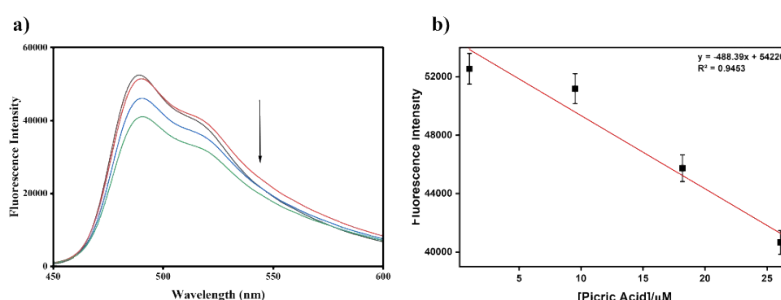 a)
60000
40000
20000
0
Fluorescence Intensity
450
500
550
600
Wavelength (nm)
b)
y = -488.39x + 5422
R² = 0.9453
52000
48000
44000
40000
Fluorescence Intensity
5
10
15
20
25
[Picric Acid]/μM